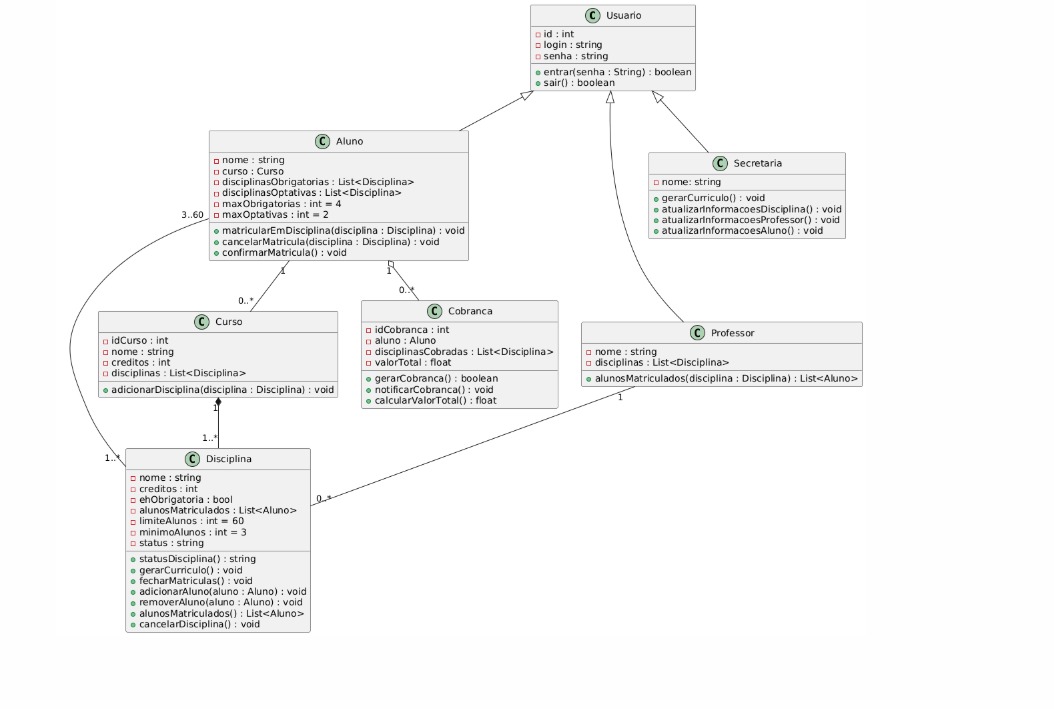 C Usuario
id : int
login : string
senha : string
entrar(senha : String) : boolean
sair() : boolean
C Aluno
nome : string
curso : Curso
disciplinasObrigatorias : List<Disciplina>
disciplinasOptativas : List<Disciplina>
maxObrigatorias : int = 4
maxOptativas : int = 2
matricularEmDisciplina(disciplina : Disciplina) : void
cancelarMatricula(disciplina : Disciplina) : void
confirmarMatricula() : void
C Secretaria
nome: string
gerarCurriculo() : void
atualizarInformacoesDisciplina() : void
atualizarInformacoesProfessor() : void
atualizarInformacoesAluno() : void
3..60
1
1
0..*
0..*
C Curso
idCurso : int
nome : string
creditos : int
disciplinas : List<Disciplina>
adicionarDisciplina(disciplina : Disciplina) : void
C Cobranca
idCobranca : int
aluno : Aluno
disciplinasCobradas : List<Disciplina>
valorTotal : float
gerarCobranca() : boolean
notificarCobranca() : void
calcularValorTotal() : float
C Professor
nome : string
disciplinas : List<Disciplina>
alunosMatriculados(disciplina : Disciplina) : List<Aluno>
1
1
1..*
1..*
0..*
C Disciplina
nome : string
creditos : int
ehObrigatoria : bool
alunosMatriculados : List<Aluno>
limiteAlunos : int = 60
minimoAlunos : int = 3
status : string
statusDisciplina() : string
gerarCurriculo() : void
fecharMatriculas() : void
adicionarAluno(aluno : Aluno) : void
removerAluno(aluno : Aluno) : void
alunosMatriculados() : List<Aluno>
cancelarDisciplina() : void